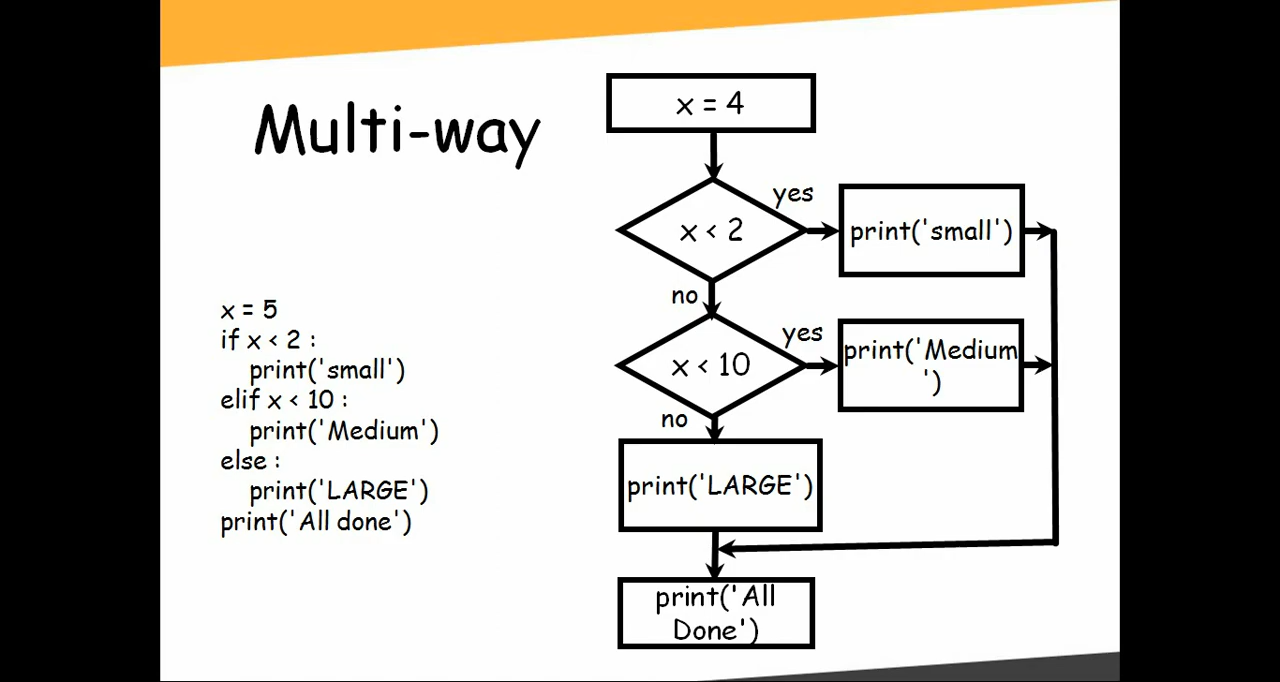 Multi-way
x = 5
if x < 2 :
print('small')
elif x < 10 :
print('Medium')
else :
print('LARGE')
print('All done')
x = 4
x < 2
yes
print('small')
no
x < 10
yes
print('Medium
')
no
print('LARGE')
print('All
Done')